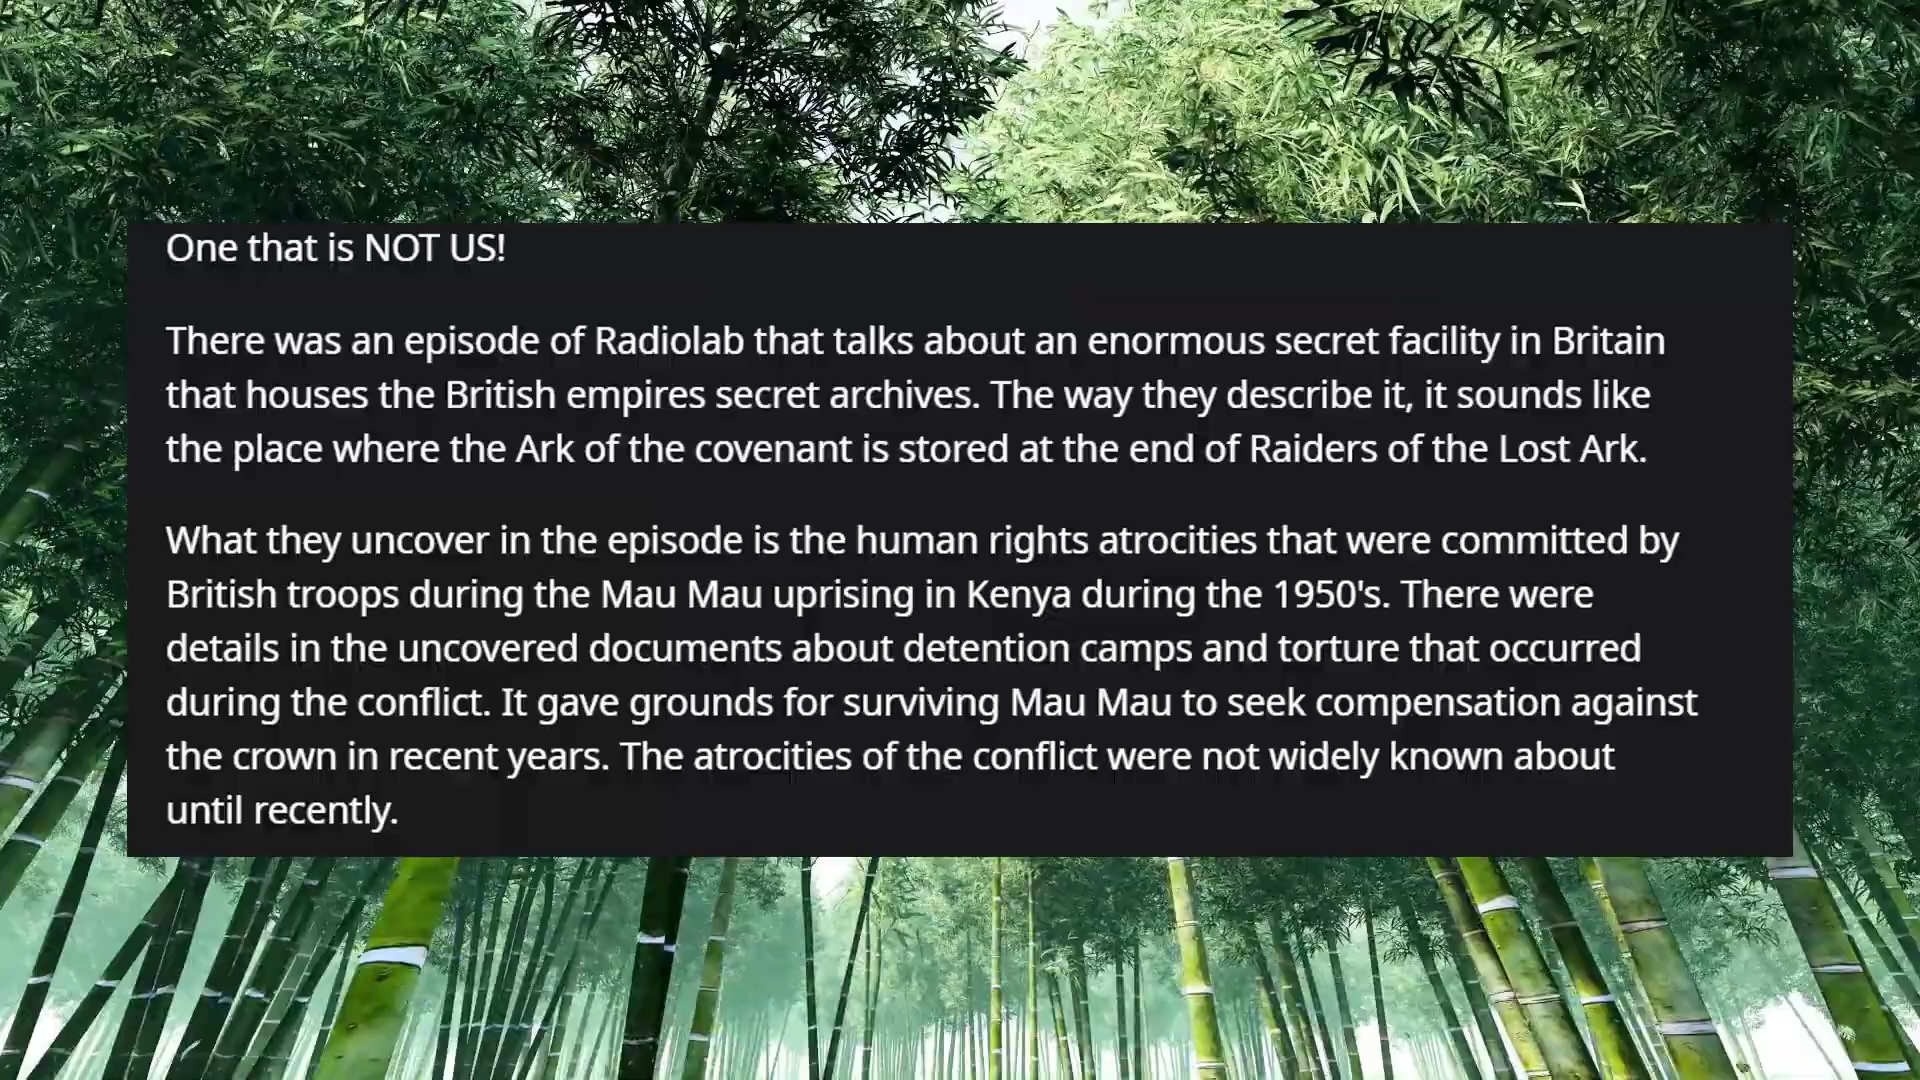 One that is NOT US!
There was an episode of Radiolab that talks about an enormous secret facility in Britain
that houses the British empires secret archives. The way they describe it, it sounds like
the place where the Ark of the covenant is stored at the end of Raiders of the Lost Ark.
What they uncover in the episode is the human rights atrocities that were committed by
British troops during the Mau Mau uprising in Kenya during the 1950's. There were
details in the uncovered documents about detention camps and torture that occurred
during the conflict. It gave grounds for surviving Mau Mau to seek compensation against
the crown in recent years. The atrocities of the conflict were not widely known about
until recently.